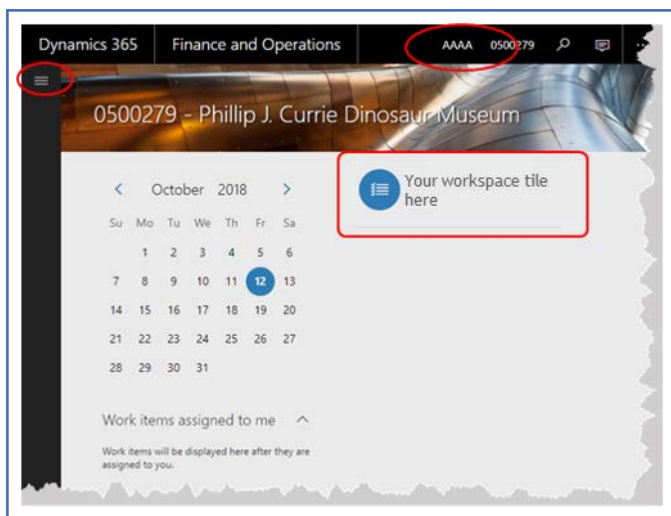 Dynamics 365 Finance and Operations AAAA 0500279
0500279 - Phillip J. Currie Dinosaur Museum
October 2018
Su Mo Tu We Th Fr Sa
1 2 3 4 5 6
7 8 9 10 11 12 13
14 15 16 17 18 19 20
21 22 23 24 25 26 27
28 29 30 31
Your workspace tile
here
Work items assigned to me
Work items will be displayed here after they are
assigned to you.